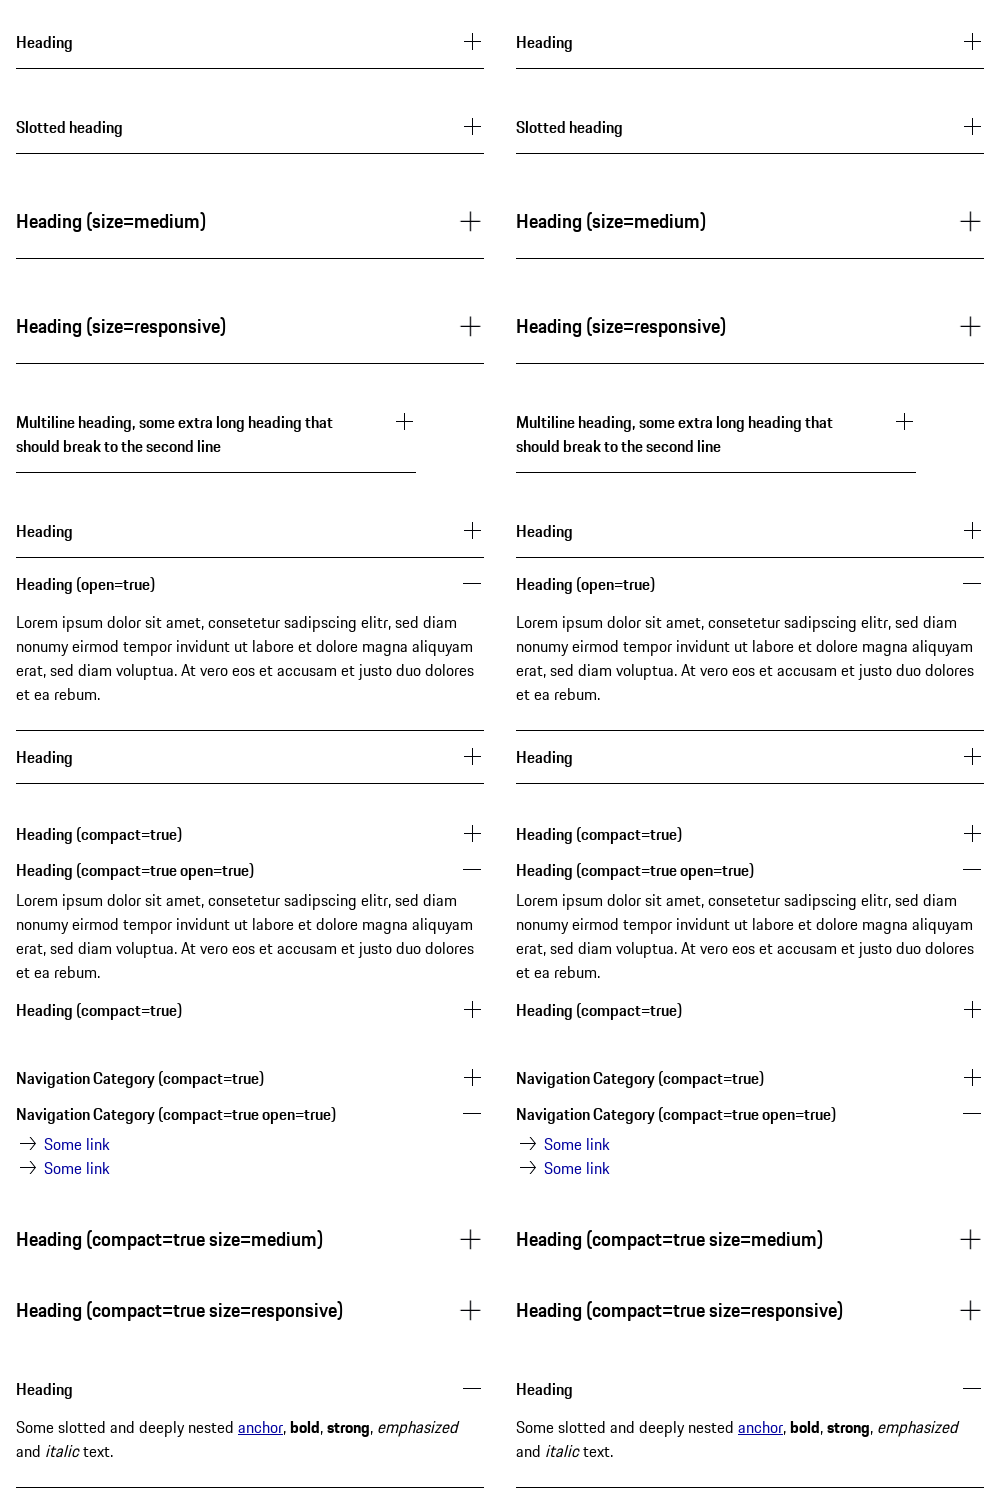 Heading
Slotted heading
Heading (size=medium)
Heading (size=responsive)
Multiline heading, some extra long heading that
should break to the second line
Heading
Heading (open=true)
Lorem ipsum dolor sit amet, consetetur sadipscing elitr, sed diam
nonumy eirmod tempor invidunt ut labore et dolore magna aliquyam
erat, sed diam voluptua. At vero eos et accusam et justo duo dolores
et ea rebum.
Heading
Heading (compact=true)
Heading (compact=true open=true)
Lorem ipsum dolor sit amet, consetetur sadipscing elitr, sed diam
nonumy eirmod tempor invidunt ut labore et dolore magna aliquyam
erat, sed diam voluptua. At vero eos et accusam et justo duo dolores
et ea rebum.
Heading (compact=true)
Navigation Category (compact=true)
Navigation Category (compact=true open=true)
Some link
Some link
Heading (compact=true size=medium)
Heading (compact=true size=responsive)
Heading
Some slotted and deeply nested anchor, bold, strong, emphasized
and italic text.
Heading
Slotted heading
Heading (size=medium)
Heading (size=responsive)
Multiline heading, some extra long heading that
should break to the second line
Heading
Heading (open=true)
Lorem ipsum dolor sit amet, consetetur sadipscing elitr, sed diam
nonumy eirmod tempor invidunt ut labore et dolore magna aliquyam
erat, sed diam voluptua. At vero eos et accusam et justo duo dolores
et ea rebum.
Heading
Heading (compact=true)
Heading (compact=true open=true)
Lorem ipsum dolor sit amet, consetetur sadipscing elitr, sed diam
nonumy eirmod tempor invidunt ut labore et dolore magna aliquyam
erat, sed diam voluptua. At vero eos et accusam et justo duo dolores
et ea rebum.
Heading (compact=true)
Navigation Category (compact=true)
Navigation Category (compact=true open=true)
Some link
Some link
Heading (compact=true size=medium)
Heading (compact=true size=responsive)
Heading
Some slotted and deeply nested anchor, bold, strong, emphasized
and italic text.